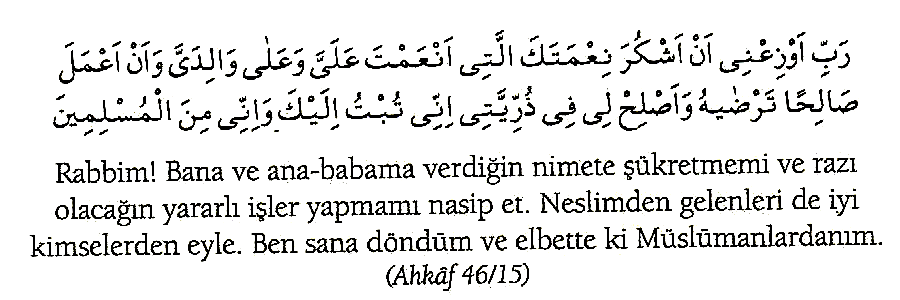 رَبِّ اَوْزِعْنِى اَنْ اَشْكُرَ نِعْمَتَكَ الَّتِى اَنْعَمْتَ عَلَىَّ وَعَلٰى وَالِدَىَّ وَاَنْ اَعْمَلَ
صَالِحًا تَرْضٰيهُ وَاَصْلِحْ لِى فِى ذُرِّيَّتِى اِنِّى تُبْتُ اِلَيْكَ وَاِنِّى مِنَ الْمُسْلِمِينَ
Rabbim! Bana ve ana-babama verdiğin nimete şükretmemi ve razı
olacağın yararlı işler yapmamı nasip et. Neslimden gelenleri de iyi
kimselerden eyle. Ben sana döndüm ve elbette ki Müslümanlardanım.
(Ahkâf 46/15)